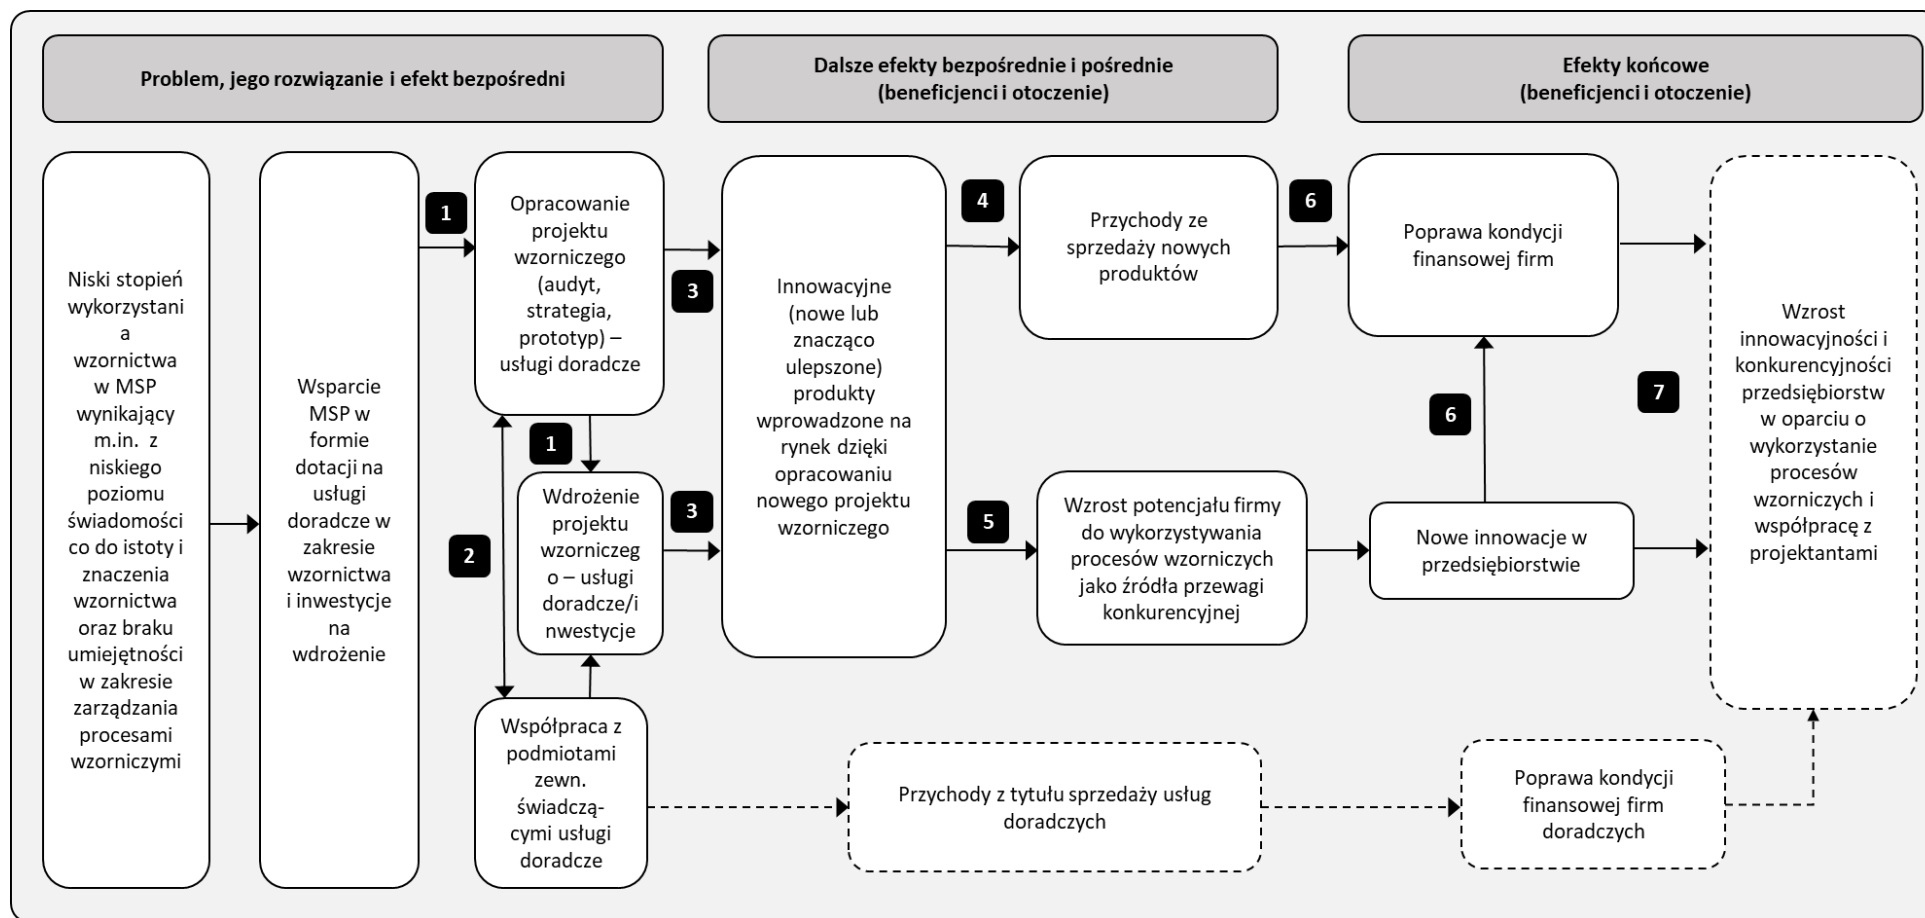 Problem, jego rozwiązanie i efekt bezpośredni
Dalsze efekty bezpośrednie i pośrednie
(beneficjenci i otoczenie)
Efekty końcowe
(beneficjenci i otoczenie)
Niski stopień
wykorzystani
a
wzornictwa
w MSP
wynikający
m.in. z
niskiego
poziomu
świadomości
co do istoty i
znaczenia
wzornictwa
oraz braku
umiejętności
w zakresie
zarządzania
procesami
wzorniczymi
Wsparcie
MSP w
formie
dotacji na
usługi
doradcze w
zakresie
wzornictwa
i inwestycje
na
wdrożenie
1
Opracowanie
projektu
wzorniczego
(audyt,
strategia,
prototyp) –
usługi doradcze
1
2
Wdrożenie
projektu
wzorniczeg
o – usługi
doradcze/i
nwestycje
Współpraca z
podmiotami
zewn.
świadczą-
cymi usługi
doradcze
3
3
Innowacyjne
(nowe lub
znacząco
ulepszone)
produkty
wprowadzone na
rynek dzięki
opracowaniu
nowego projektu
wzorniczego
4
Przychody ze
sprzedaży nowych
produktów
5
Wzrost potencjału firmy
do wykorzystywania
procesów wzorniczych
jako źródła przewagi
konkurencyjnej
Przychody z tytułu sprzedaży usług
doradczych
6
Poprawa kondycji
finansowej firm
6
Nowe innowacje w
przedsiębiorstwie
Poprawa kondycji
finansowej firm
doradczych
7
Wzrost
innowacyjności i
konkurencyjności
przedsiębiorstw
w oparciu o
wykorzystanie
procesów
wzorniczych i
współpracę z
projektantami